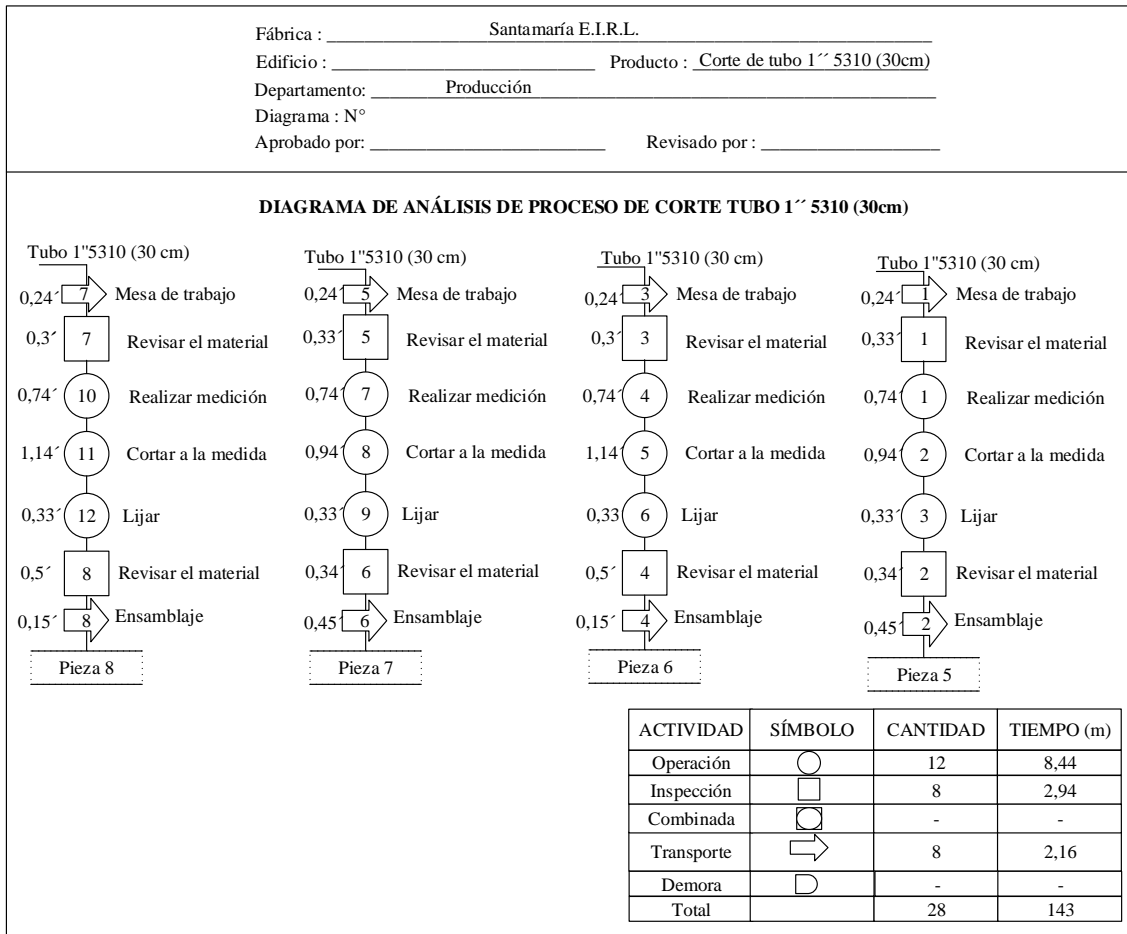 Fábrica : Santamaría E.I.R.L.
Edificio : Producto : Corte de tubo 1´´ 5310 (30cm)
Departamento: Producción
Diagrama : N°
Aprobado por: Revisado por :
DIAGRAMA DE ANÁLISIS DE PROCESO DE CORTE TUBO 1´´ 5310 (30cm)
Tubo 1"5310 (30 cm)
0,24´ 7 Mesa de trabajo
0,3´ 7 Revisar el material
0,74´ 10 Realizar medición
1,14´ 11 Cortar a la medida
0,33´ 12 Lijar
0,5´ 8 Revisar el material
0,15´ 8 Ensamblaje
Pieza 8
Tubo 1"5310 (30 cm)
0,24´ 5 Mesa de trabajo
0,33´ 5 Revisar el material
0,74´ 7 Realizar medición
0,94´ 8 Cortar a la medida
0,33´ 9 Lijar
0,34´ 6 Revisar el material
0,45´ 6 Ensamblaje
Pieza 7
Tubo 1"5310 (30 cm)
0,24´ 3 Mesa de trabajo
0,3´ 3 Revisar el material
0,74´ 4 Realizar medición
1,14´ 5 Cortar a la medida
0,33 6 Lijar
0,5´ 4 Revisar el material
0,15´ 4 Ensamblaje
Pieza 6
Tubo 1"5310 (30 cm)
0,24´ 1 Mesa de trabajo
0,33´ 1 Revisar el material
0,74´ 1 Realizar medición
0,94´ 2 Cortar a la medida
0,33´ 3 Lijar
0,34´ 2 Revisar el material
0,45´ 2 Ensamblaje
Pieza 5
ACTIVIDAD SÍMBOLO CANTIDAD TIEMPO (m)
Operación 12 8,44
Inspección 8 2,94
Combinada - -
Transporte 8 2,16
Demora - -
Total 28 143